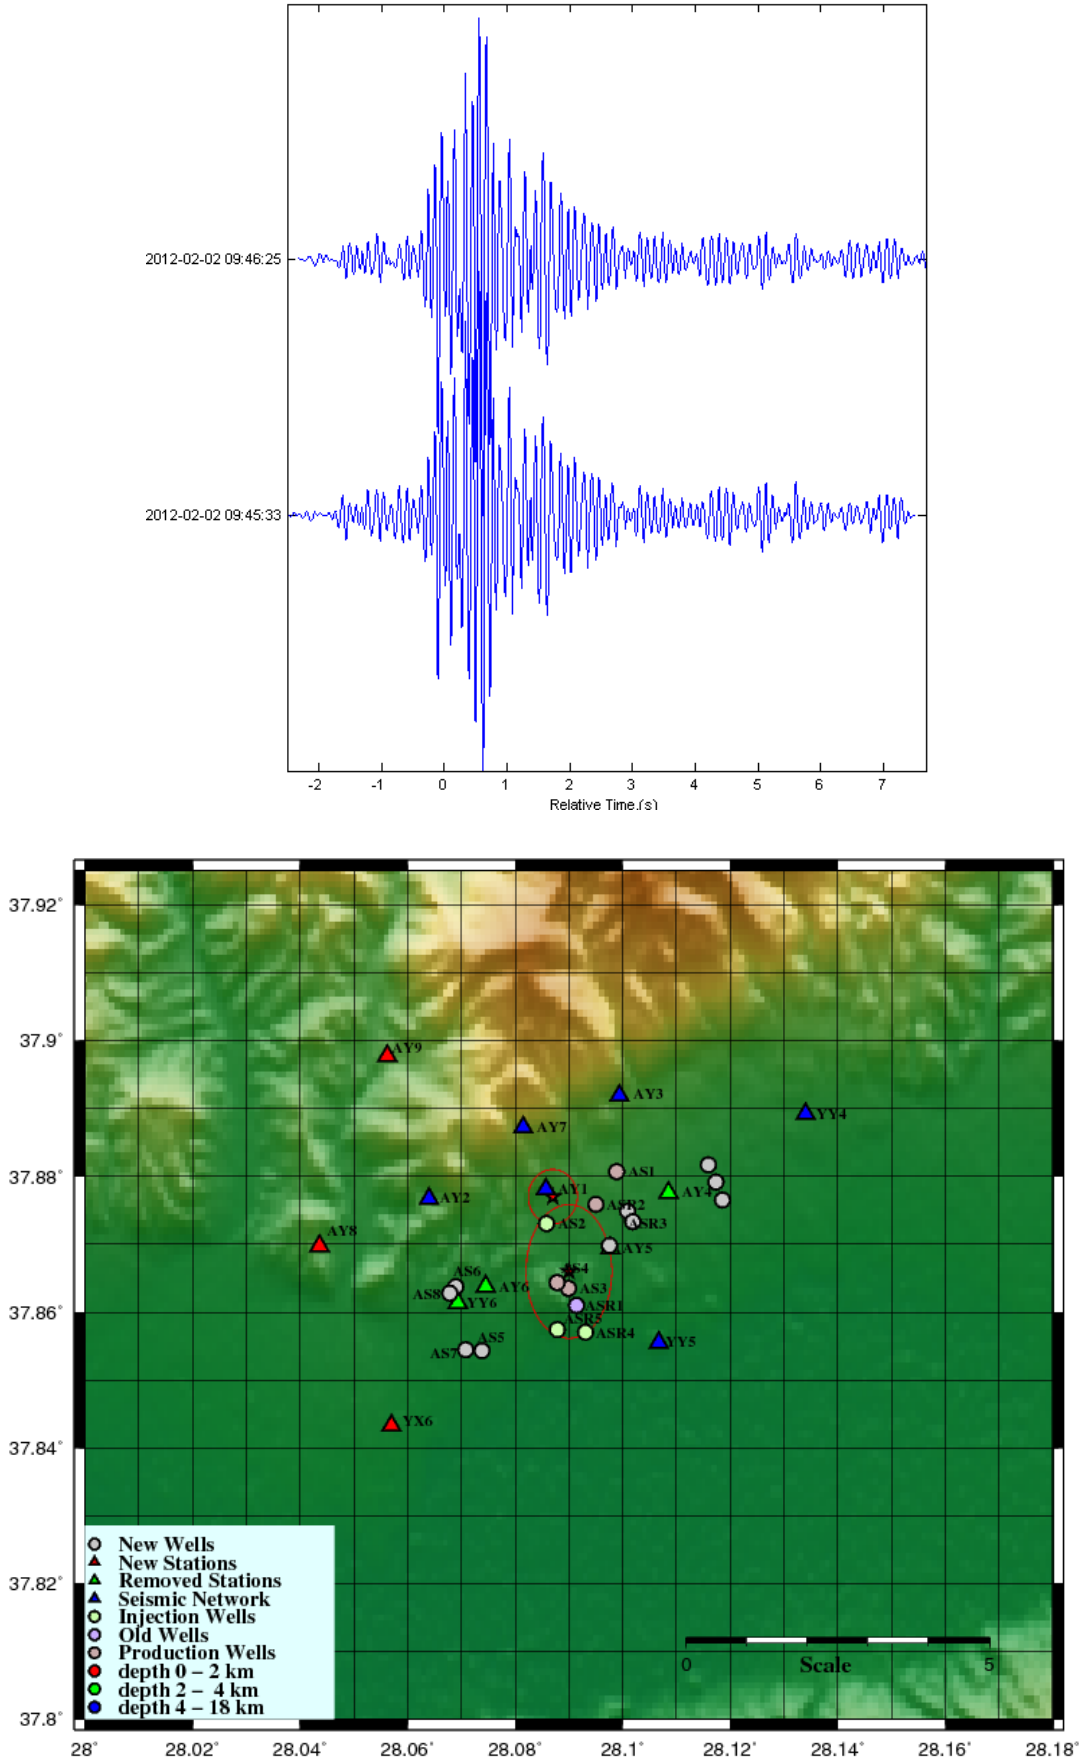 2012-02-02 09:46:25
2012-02-02 09:45:33
-2 -1 0 1 2 3 4 5 6 7
Relative Time.(s)
37.92°
37.9°
37.88°
37.86°
37.84°
37.82°
37.8°
AY9
AY3
YY4
AY7
AS1
AY1
AY4
AY2
ASR2
AS2
ASR3
AY8
AY5
AS4
AS6
AY6
AS3
AS8
YY6
ASR1
ASR5
ASR4
AS5
YY5
AS7
YX6
New Wells
New Stations
Removed Stations
Seismic Network
Injection Wells
Old Wells
Production Wells
depth 0 – 2 km
depth 2 – 4 km
depth 4 – 18 km
0 Scale 5
28° 28.02° 28.04° 28.06° 28.08° 28.1° 28.12° 28.14° 28.16° 28.18°